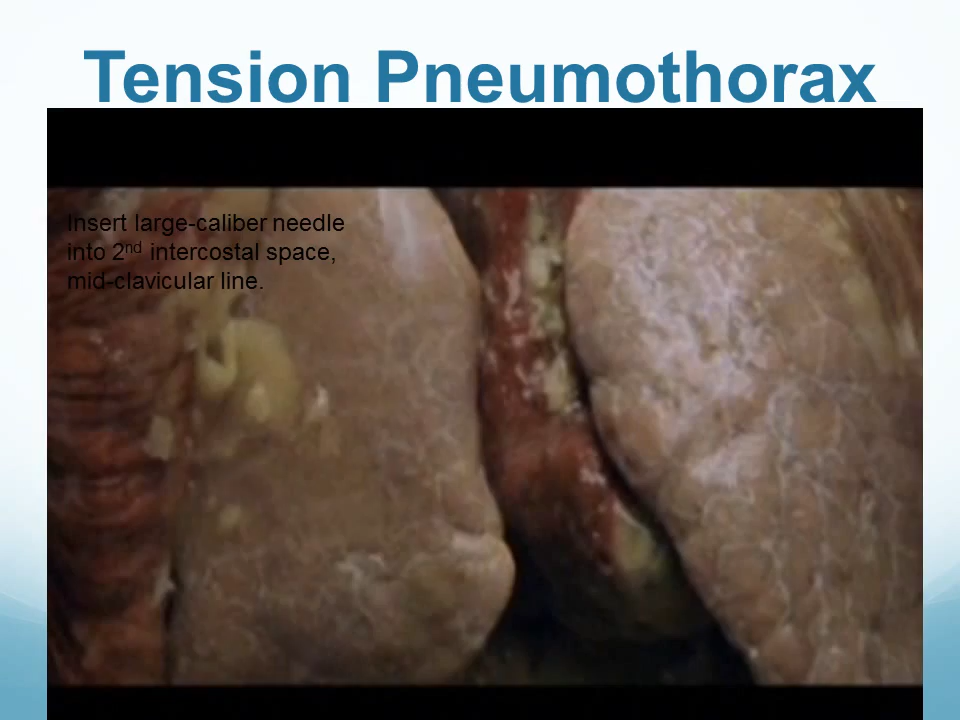 Tension Pneumothorax
Insert large-caliber needle
into 2nd intercostal space,
mid-clavicular line.